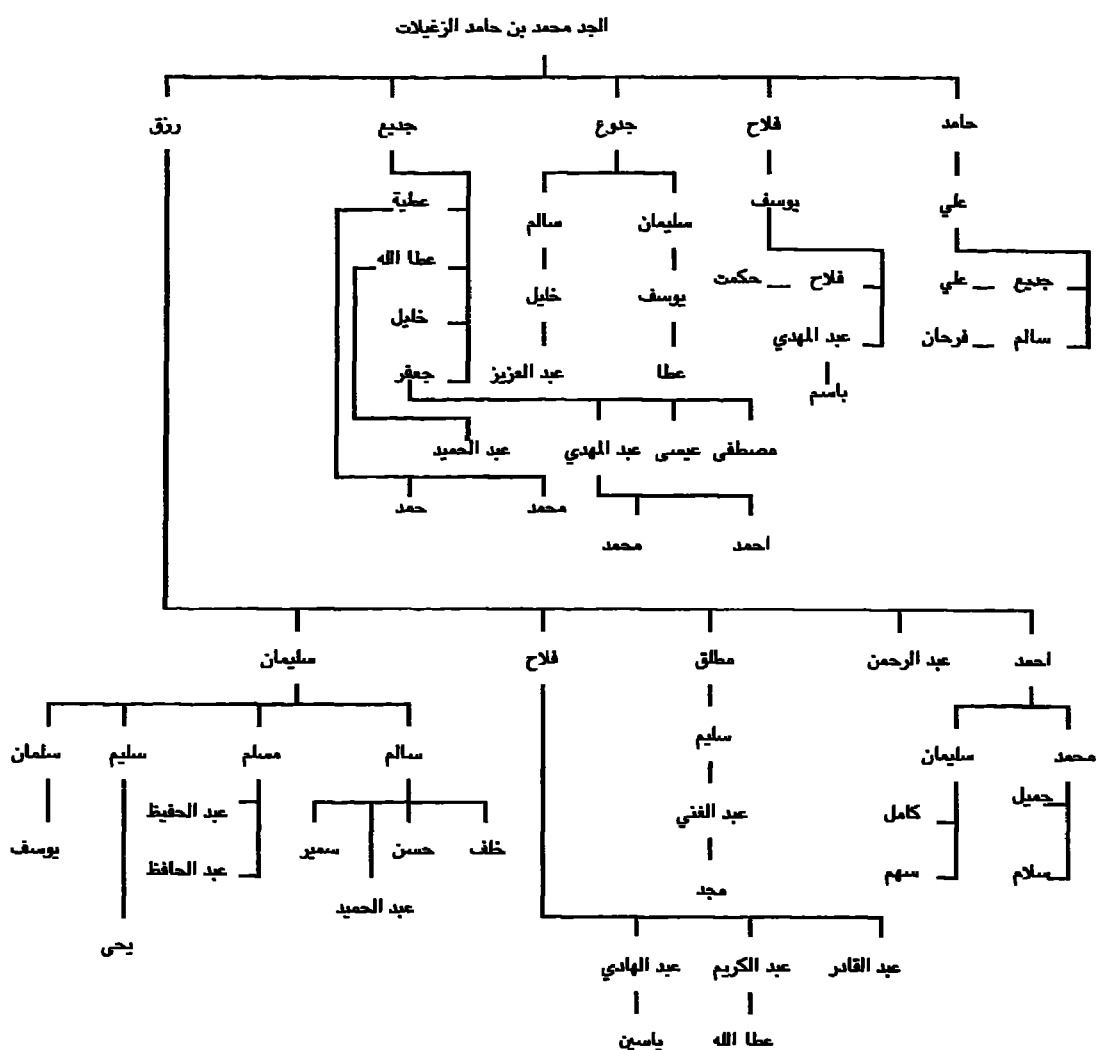 الجد محمد بن حامد الزغيلات
حامد فلاح جدوع جديع رزق
علي يوسف عطية
سليمان سالم
عطا الله
جديع علي فلاح حكمت
يوسف خليل
خليل
سالم فرحان عبد المهدي
عطا عبد العزيز جعفر
باسم
مصطفى عيسى عبد المهدي عبد الحميد
محمد حمد
احمد محمد
احمد عبد الرحمن مطلق فلاح سليمان
سليم
محمد سليمان سالم مسلم سليم سلمان
جميل
كامل عبد الغني عبد الحفيظ
خلف حسن سمير يوسف
سلام سهم عبد الحافظ
مجد
عبد الحميد
يحى
عبد القادر عبد الكريم عبد الهادي
عطا الله ياسين